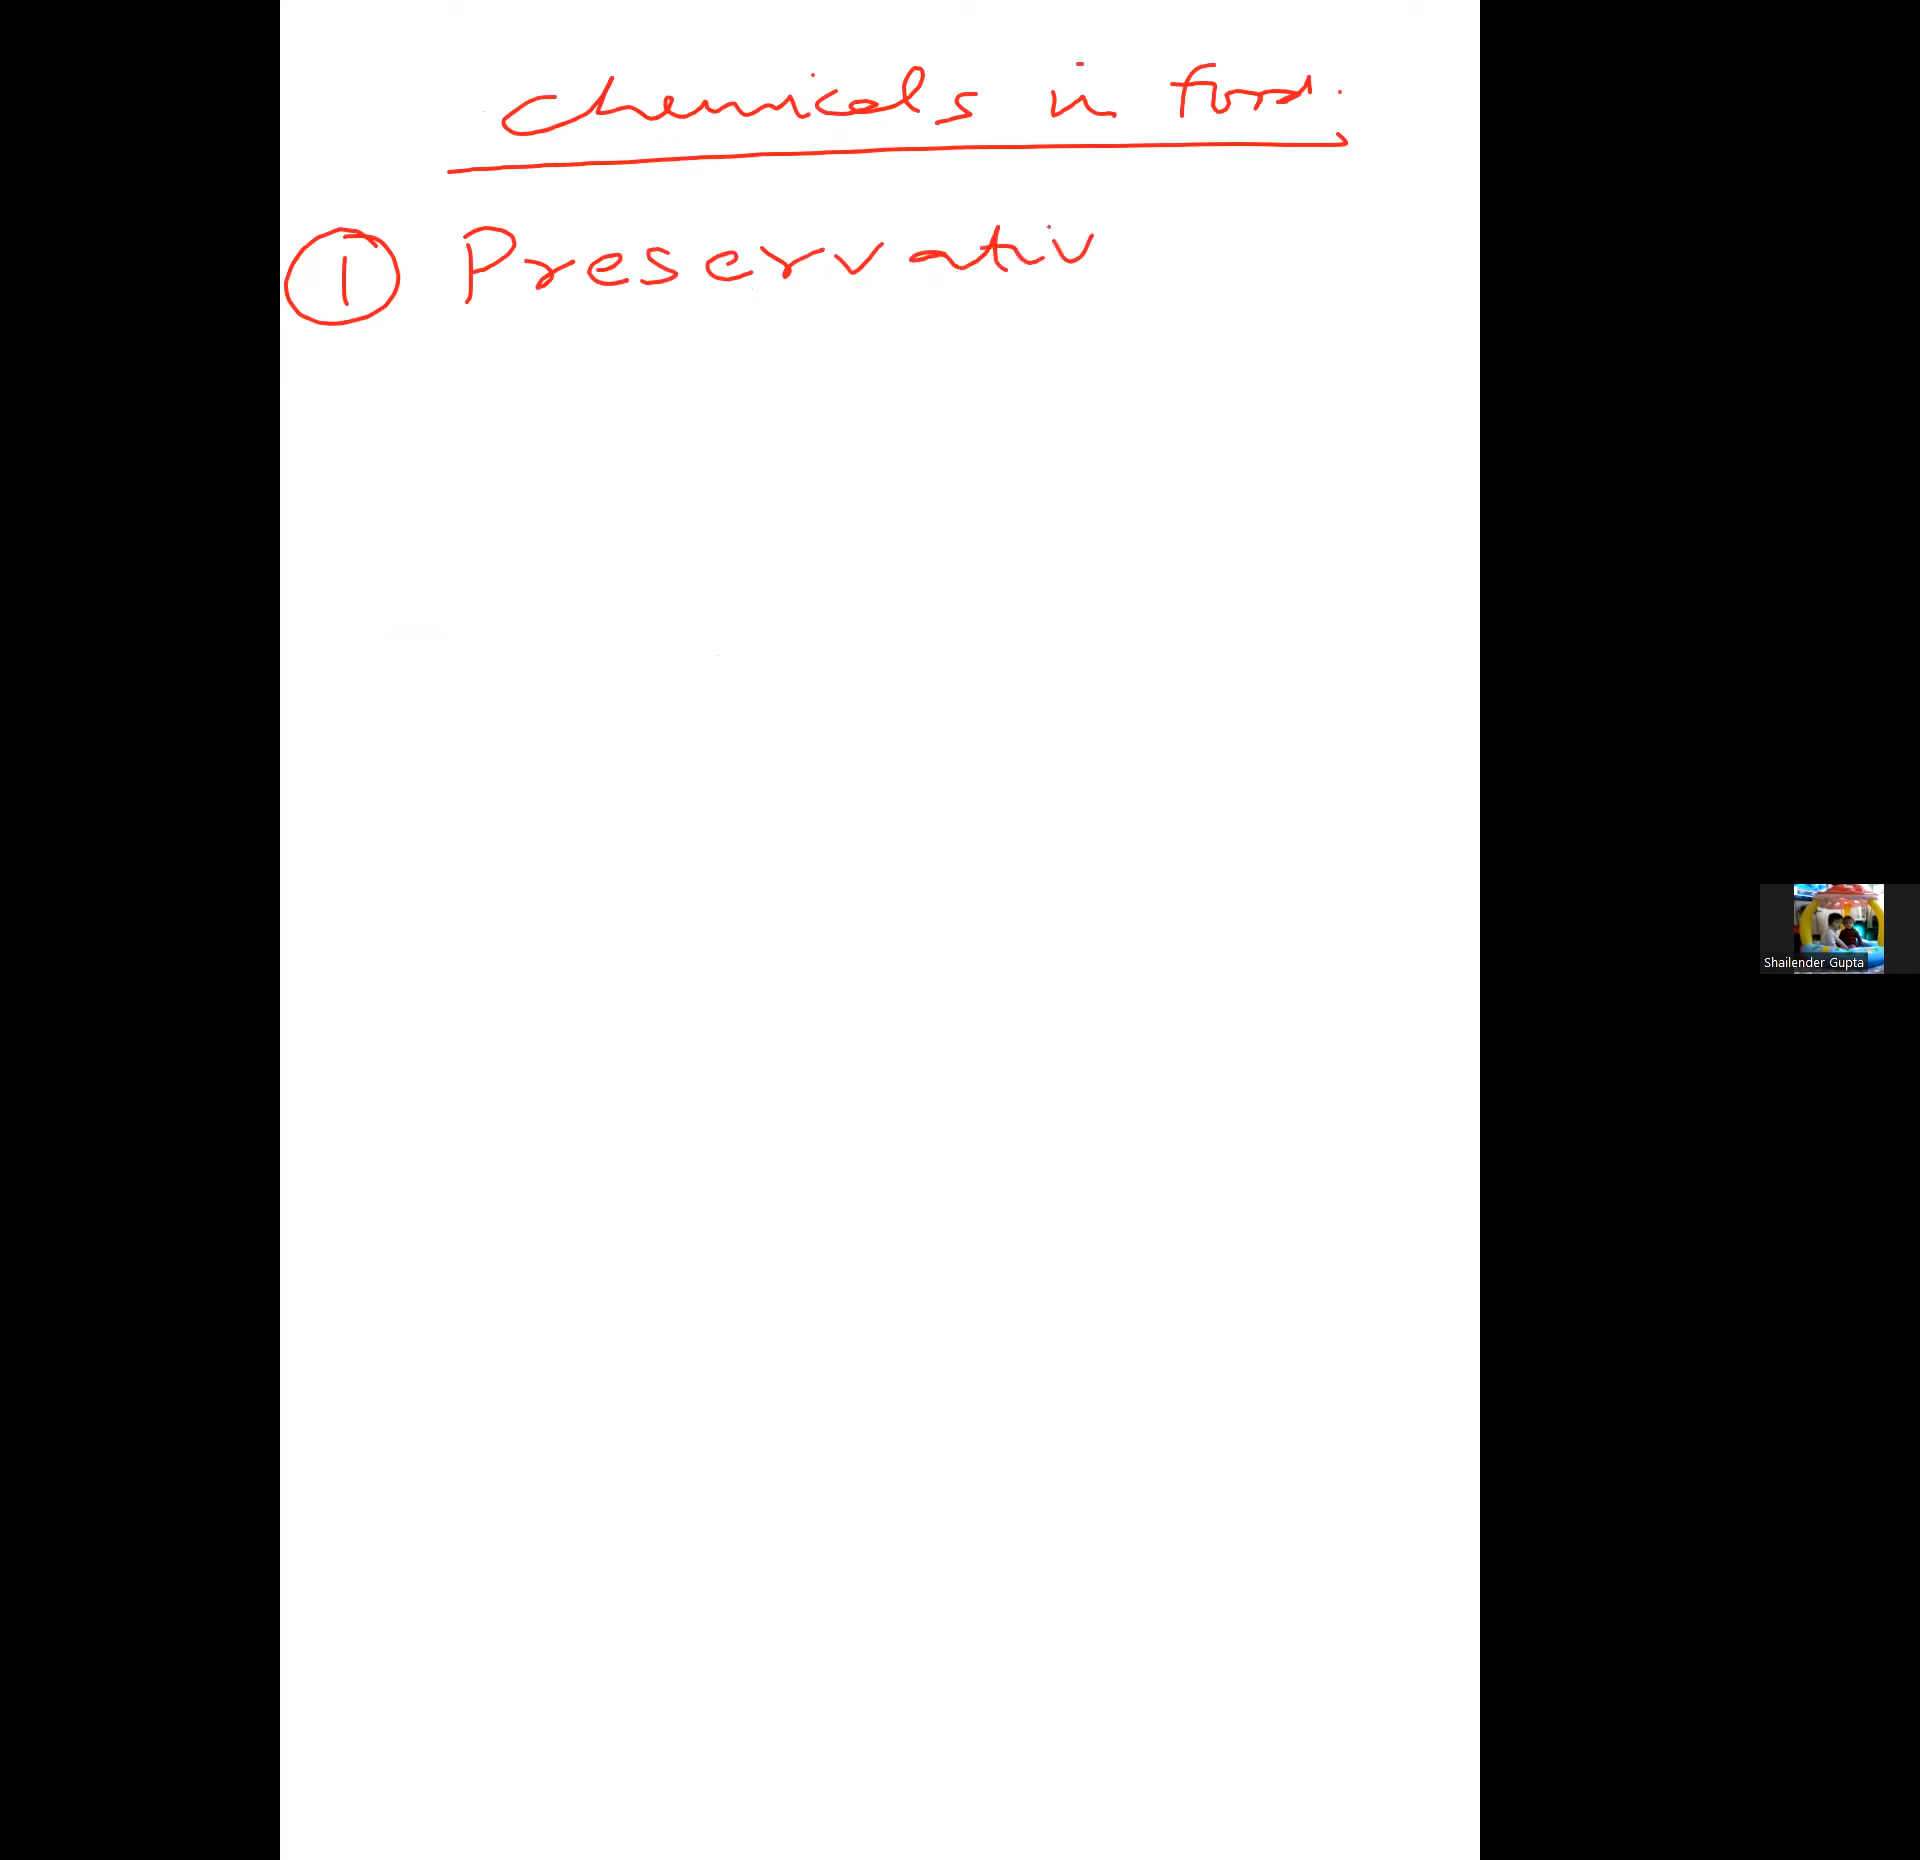 Chemicals in food.
1 Preservativ
Shailender Gupta